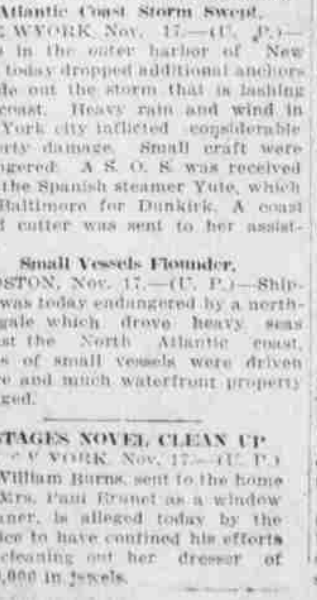 Atlantic Coast Storm Swept.
WYORK, Nov. 17.—(U. P.)—
s in the outer harbor of New
today dropped additional anchors
de out the storm that is lashing
coast. Heavy rain and wind in
York city inflicted considerable
rty damage. Small craft were
ngered. A S. O. S. was received
the Spanish steamer Yute, which
Baltimore for Dunkirk. A coast
d cutter was sent to her assist-
Small Vessels Flounder.
OSTON, Nov. 17.—(U. P.)—Ship-
was today endangered by a north-
gale which drove heavy seas
st the North Atlantic coast.
s of small vessels were driven
re and much waterfront property
ged.
STAGES NOVEL CLEAN UP
YORK, Nov. 17.—(U. P.)
William Burns, sent to the home
Mrs. Paul Brunet as a window
aner, is alleged today by the
ice to have confined his efforts
cleaning out her dresser of
,000 in jewels.